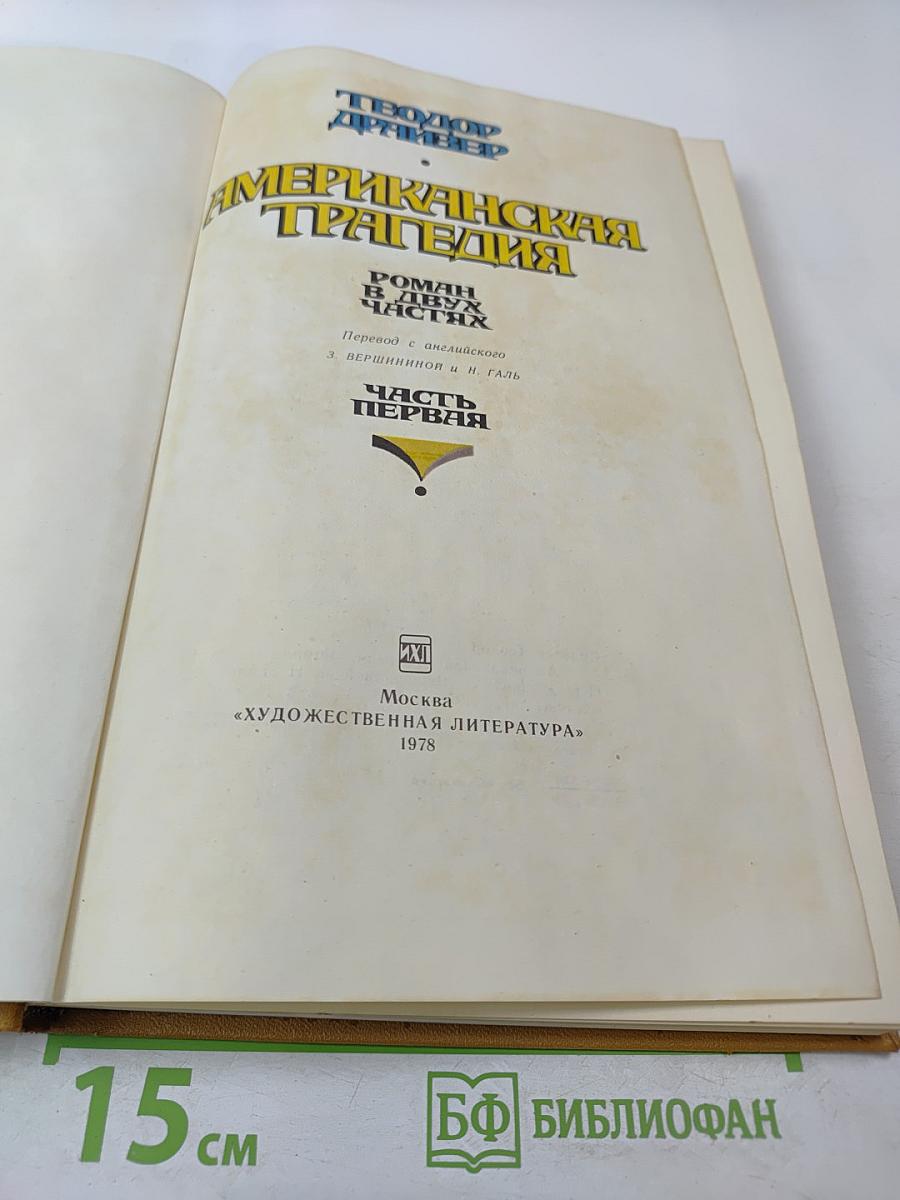 ТЕОДОР
ДРАЙЗЕР
АМЕРИКАНСКАЯ
ТРАГЕДИЯ
РОМАН
В ДВУХ
ЧАСТЯХ
Перевод с английского
З. ВЕРШИНИНОЙ и Н. ГАЛЬ
ЧАСТЬ
ПЕРВАЯ
ИХЛ
Москва
«ХУДОЖЕСТВЕННАЯ ЛИТЕРАТУРА»
1978
15 см
БФ БИБЛИОФАН